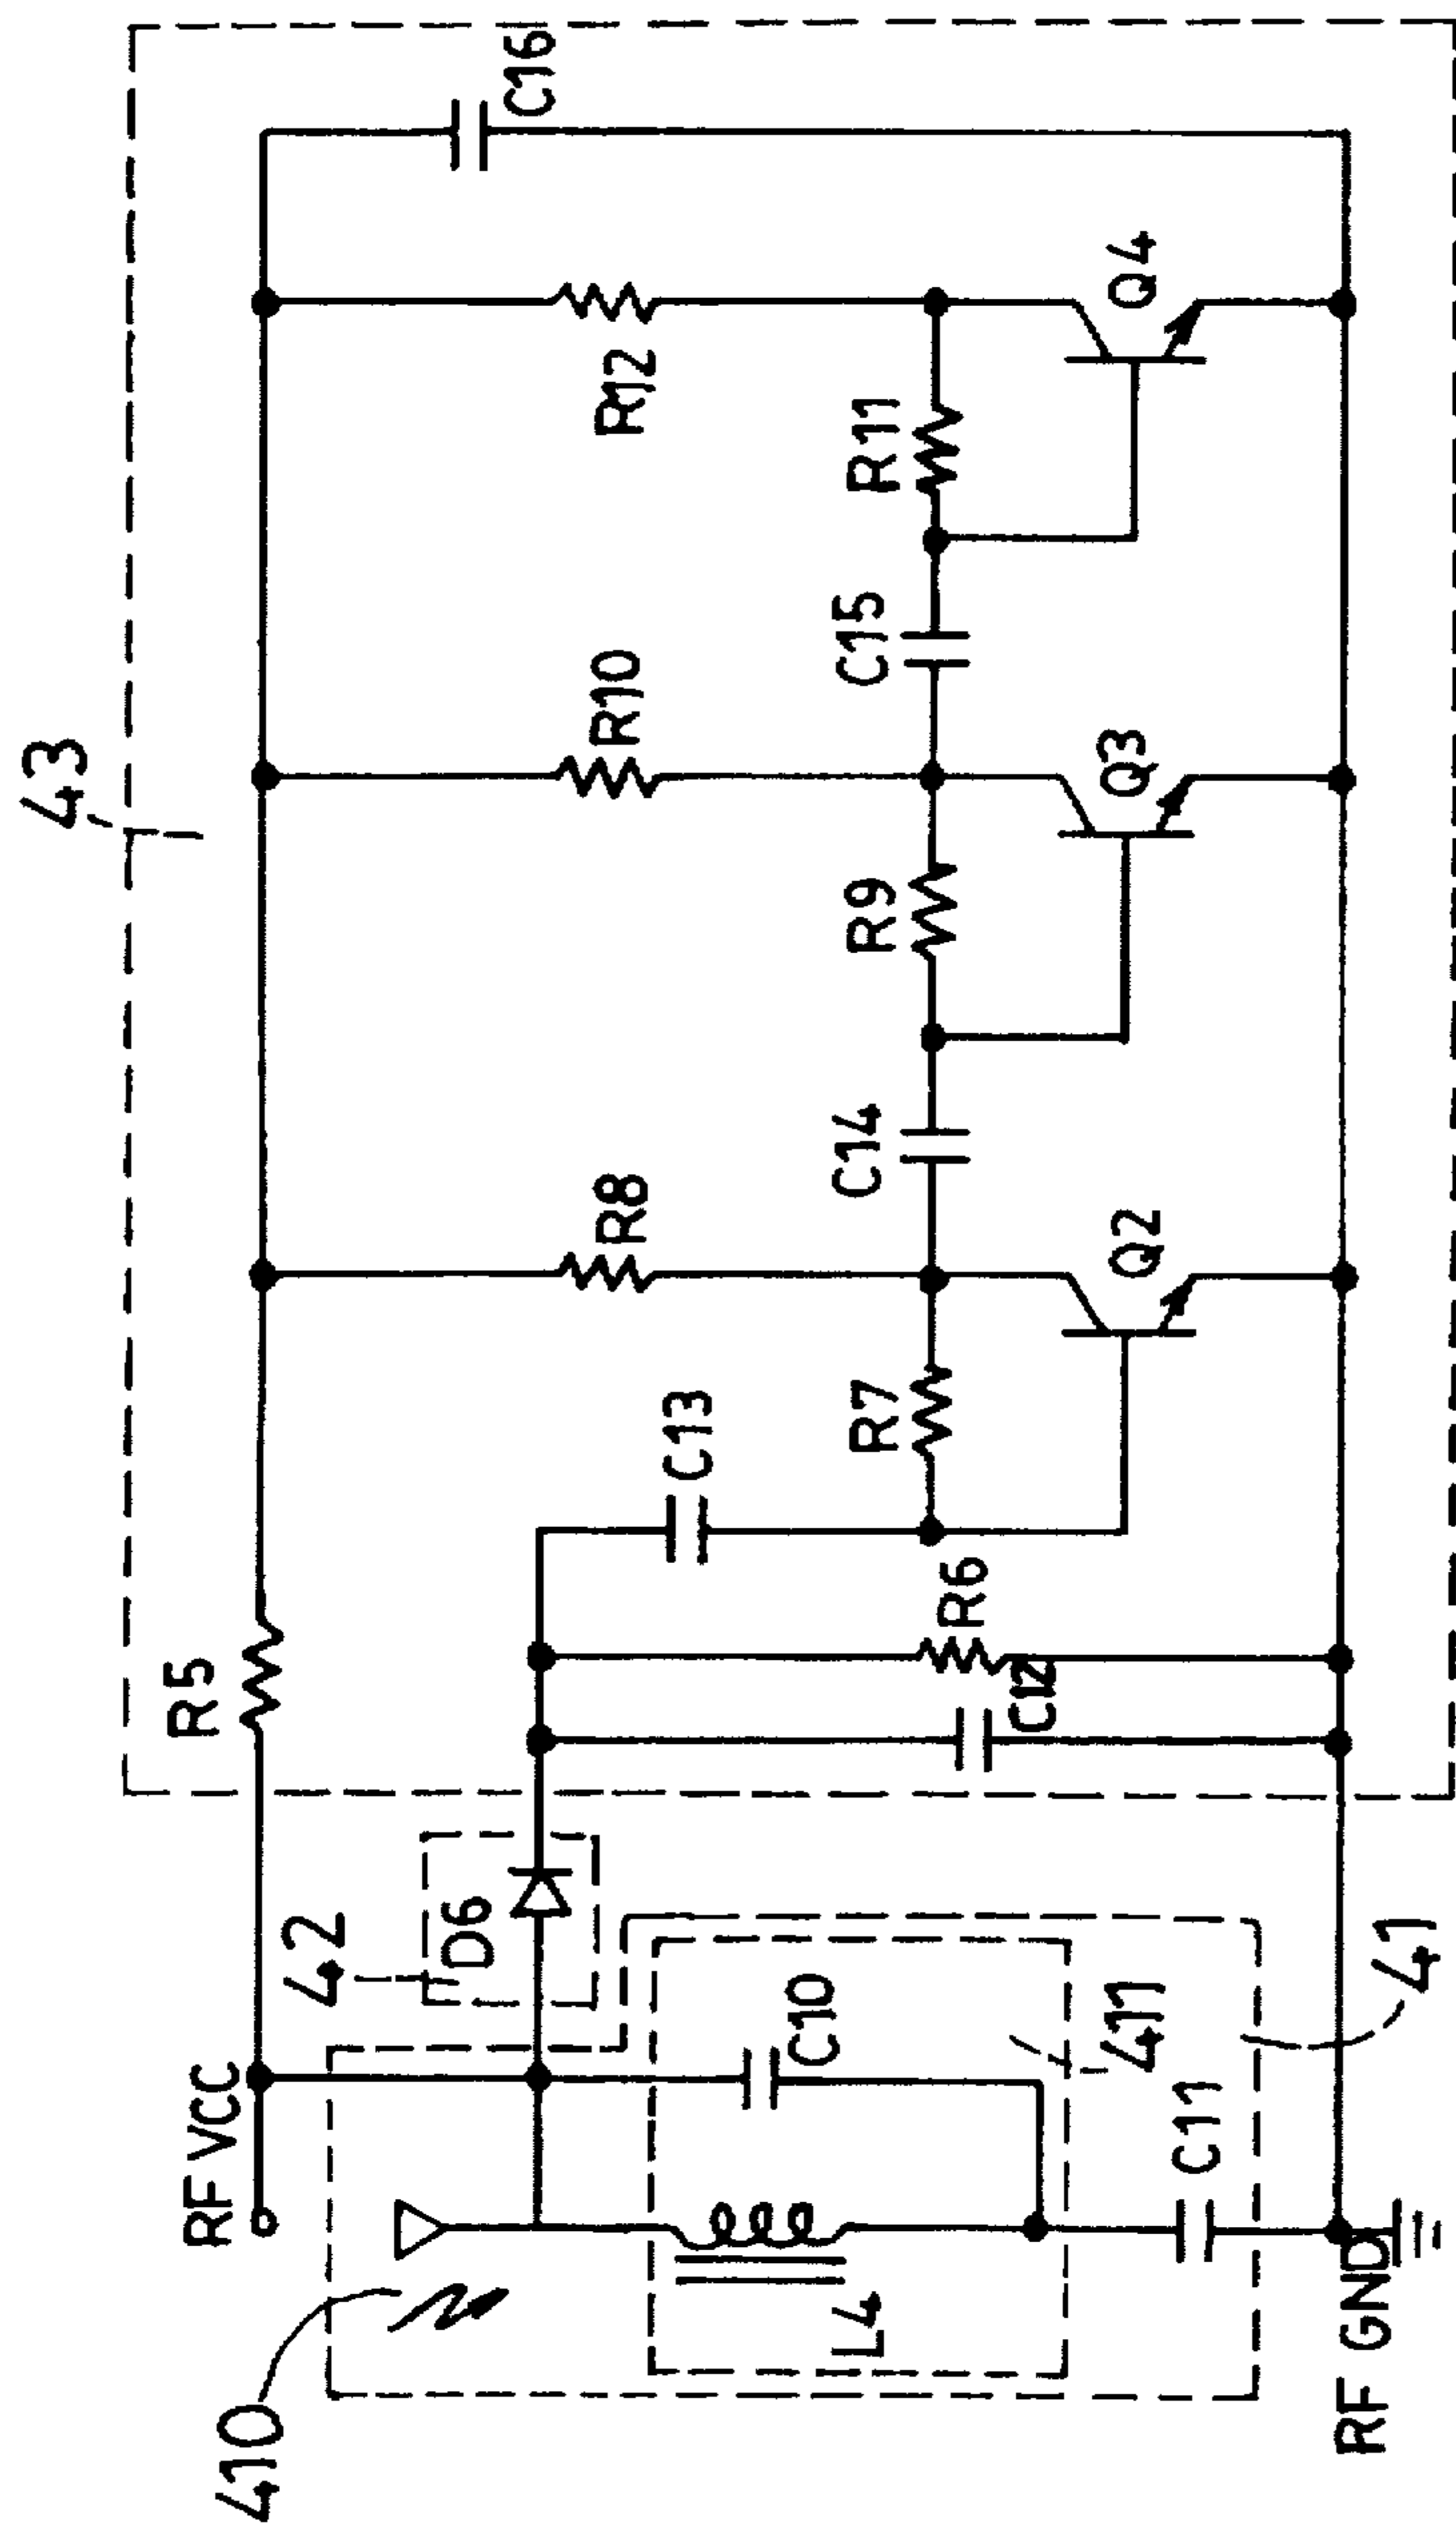 43
R5
R8
R10
R12
C16
RF VCC
42
D6
C13
R7
C14
R9
C15
R11
410
L4
C10
411
C11
41
C12
R6
Q2
Q3
Q4
RF GND